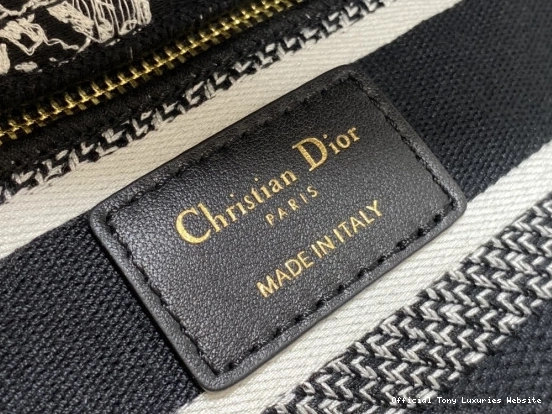 Christian Dior
PARIS
MADE IN ITALY
Official Tony Luxuries Website